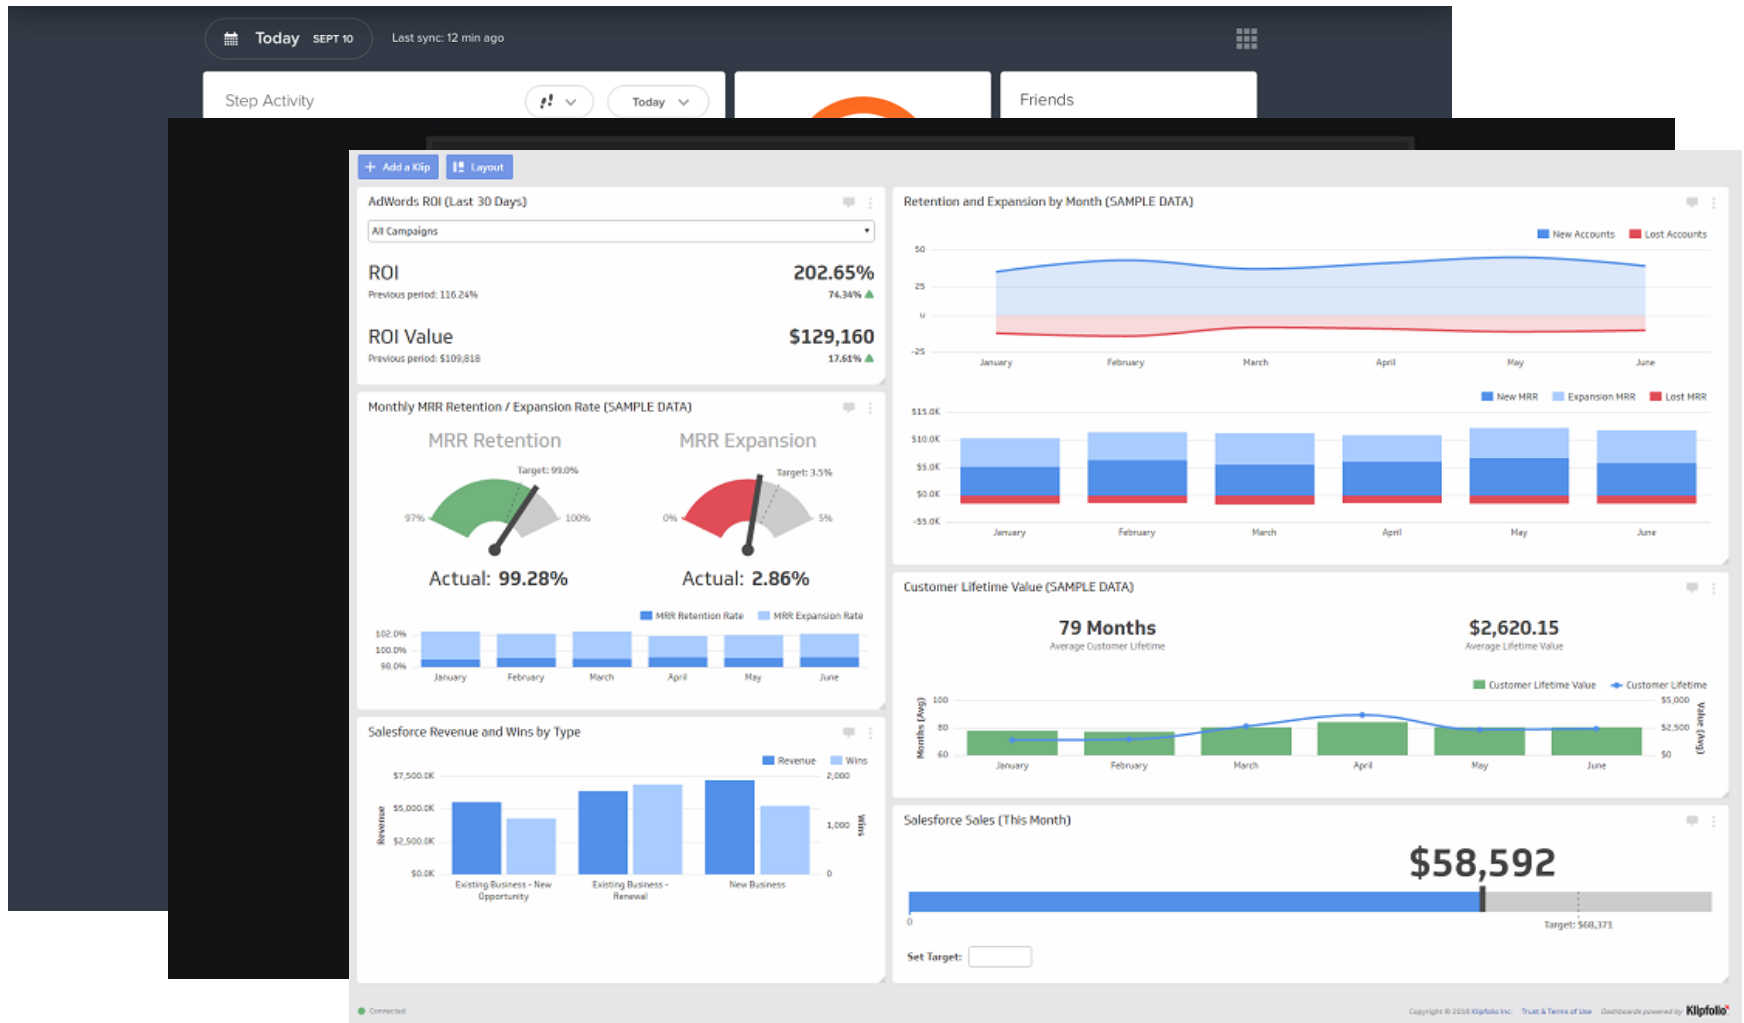 Today SEPT 10
Last sync: 12 min ago
Step Activity
Today
Friends
Add a Klip
Layout
AdWords ROI (Last 30 Days)
All Campaigns
ROI
202.65%
Previous period: 116.24%
74.34%
ROI Value
$129,160
Previous period: $109,818
17.61%
Monthly MRR Retention / Expansion Rate (SAMPLE DATA)
MRR Retention
Target: 99.0%
97%
100%
Actual: 99.28%
MRR Expansion
Target: 3.5%
0%
5%
Actual: 2.86%
MRR Retention Rate
MRR Expansion Rate
102.0%
100.0%
98.0%
January
February
March
April
May
June
Salesforce Revenue and Wins by Type
Revenue
Wins
Revenue
$7,500.0K
$5,000.0K
$2,500.0K
$0.0K
2,000
1,000
0
Wins
Existing Business - New
Opportunity
Existing Business -
Renewal
New Business
Retention and Expansion by Month (SAMPLE DATA)
New Accounts
Lost Accounts
50
25
0
-25
January
February
March
April
May
June
New MRR
Expansion MRR
Lost MRR
$15.0K
$10.0K
$5.0K
$0.0K
-$5.0K
January
February
March
April
May
June
Customer Lifetime Value (SAMPLE DATA)
79 Months
Average Customer Lifetime
$2,620.15
Average Lifetime Value
Customer Lifetime Value
Customer Lifetime
Months (Avg)
100
80
60
$5,000
$2,500
$0
Value (Avg)
January
February
March
April
May
June
Salesforce Sales (This Month)
$58,592
0
Target: $68,371
Set Target:
Connected
Copyright © 2016 Klipfolio Inc.
Trust & Terms of Use
Dashboards powered by
Klipfolio